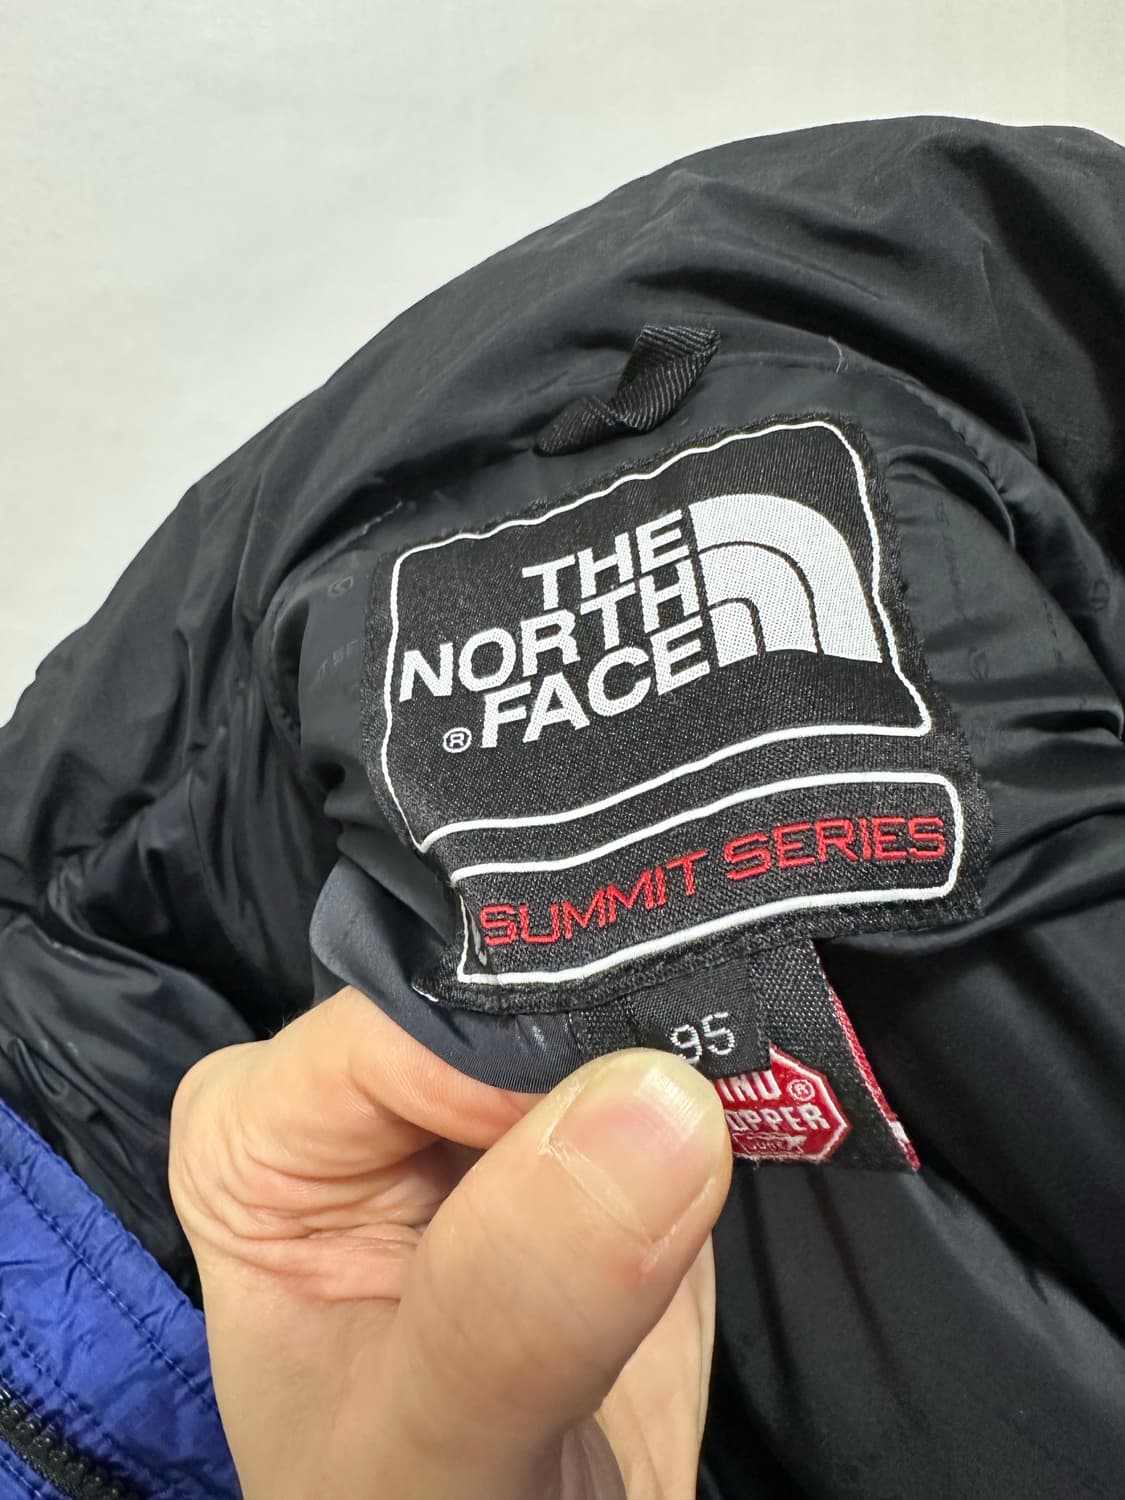 THE
NORTH
FACE
®
SUMMIT SERIES
95
®